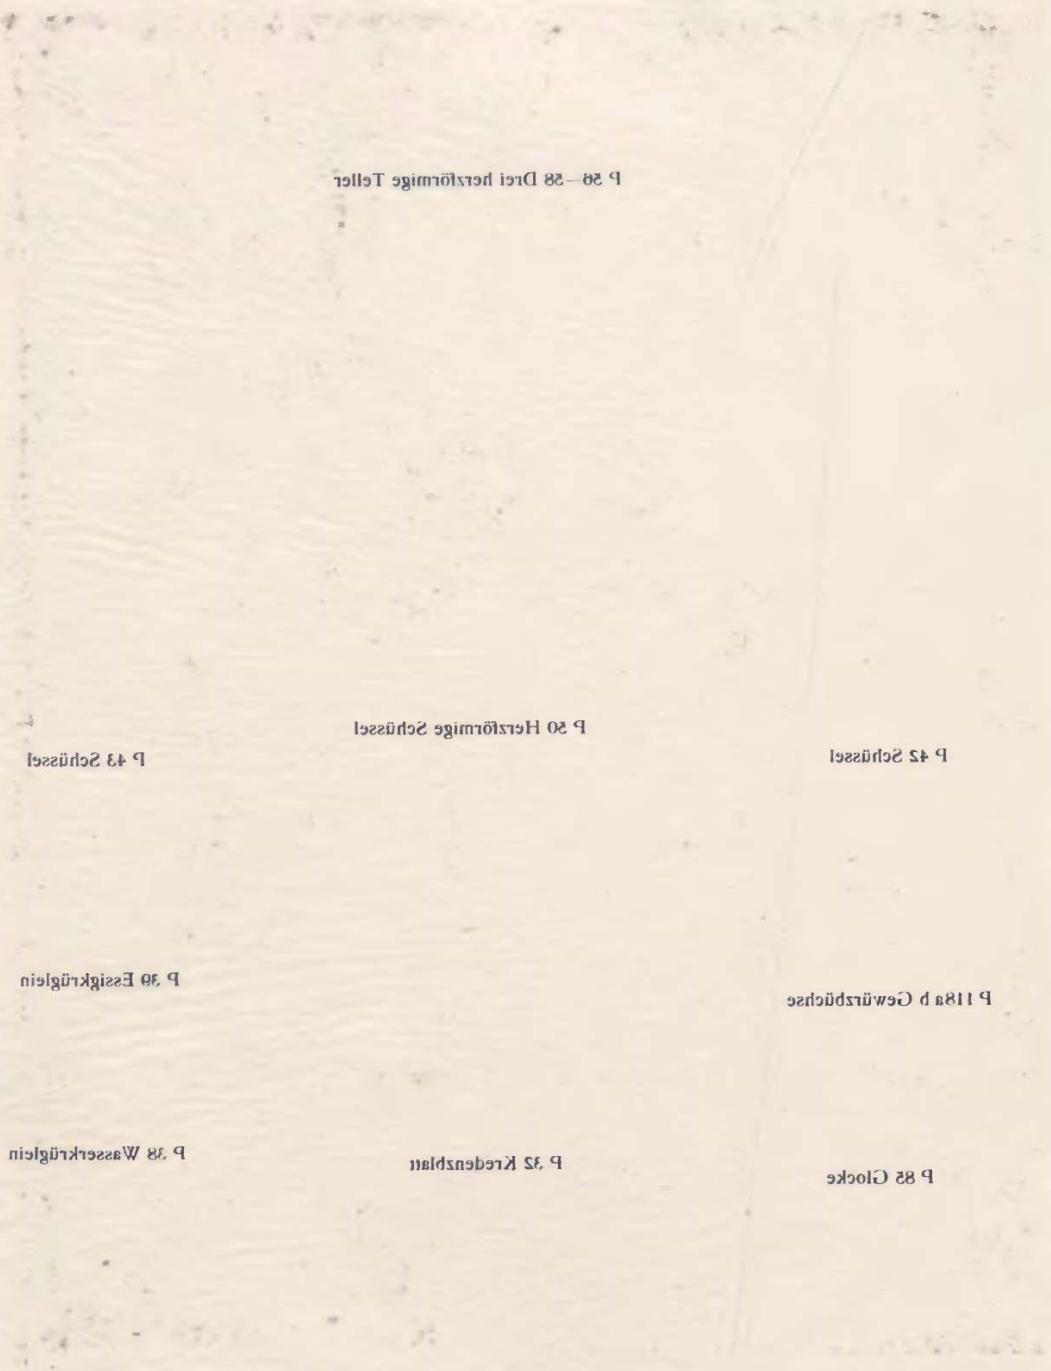 P 56—58 Drei herzförmige Teller
P 50 Herzförmige Schüssel
P 42 Schüssel
P 43 Schüssel
P 39 Essigkrüglein
P 118a b Gewürzbüchse
P 38 Wasserkrüglein
P 32 Kredenzblatt
P 85 Glocke